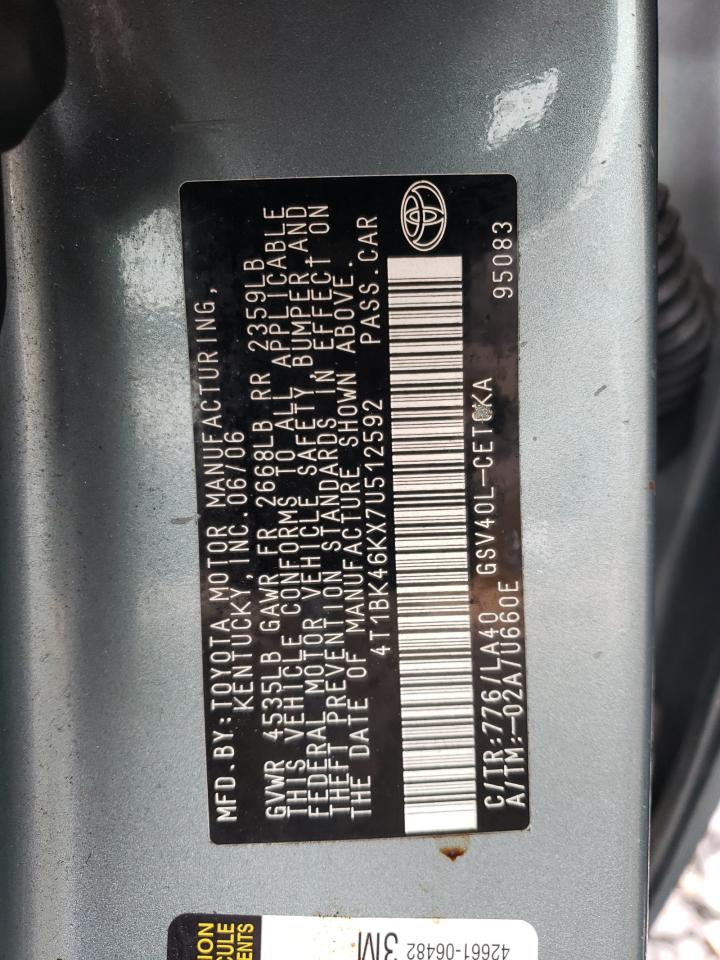 MFD.BY:TOYOTA MOTOR MANUFACTURING,
KENTUCKY, INC. 06/06
GVWR 4535LB GAWR FR 2668LB RR 2359LB
THIS VEHICLE CONFORMS TO ALL APPLICABLE
FEDERAL MOTOR VEHICLE SAFETY, BUMPER AND
THEFT PREVENTION STANDARDS IN EFFECT ON
THE DATE OF MANUFACTURE SHOWN ABOVE.
4T1BK46KX7U512592 PASS.CAR
C/TR:776/LA40 GSV40L-CETGKA
A/TM:-02A/U660E 95083
42661-06482
3M